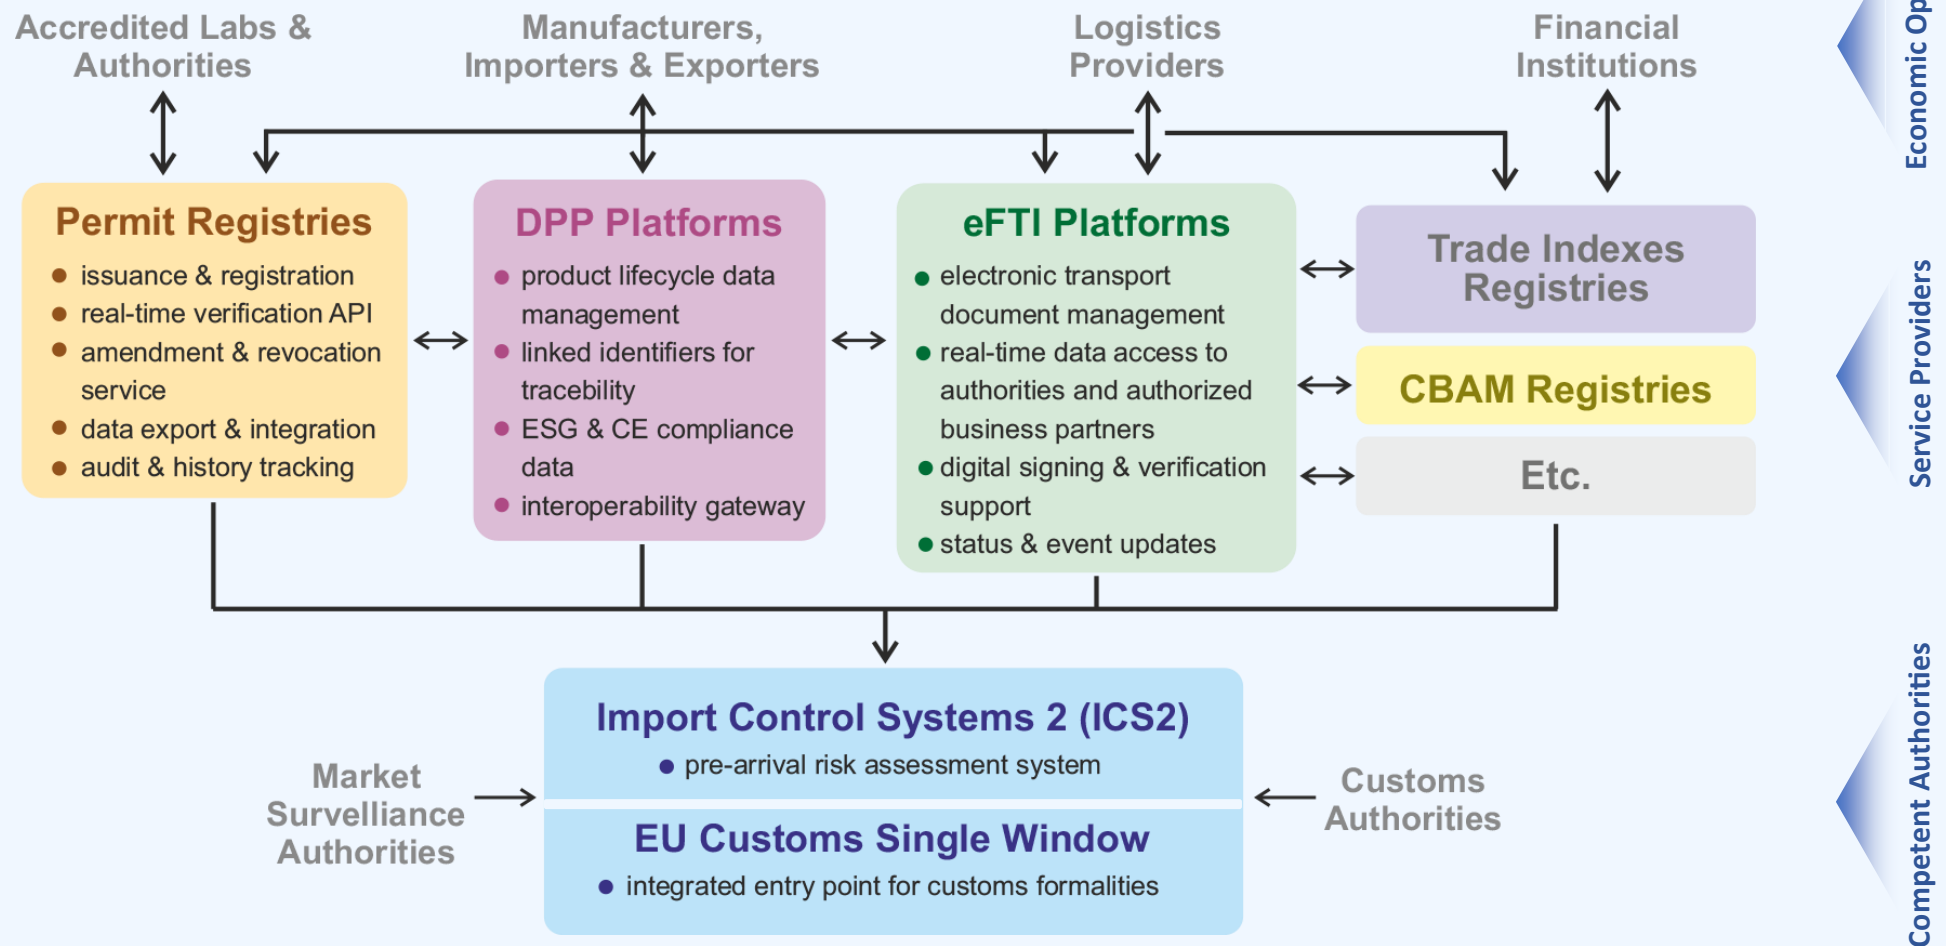 Accredited Labs &
Authorities
Manufacturers,
Importers & Exporters
Logistics
Providers
Financial
Institutions
Economic Op
Permit Registries
issuance & registration
real-time verification API
amendment & revocation
service
data export & integration
audit & history tracking
DPP Platforms
product lifecycle data
management
linked identifiers for
tracebility
ESG & CE compliance
data
interoperability gateway
eFTI Platforms
electronic transport
document management
real-time data access to
authorities and authorized
business partners
digital signing & verification
support
status & event updates
Trade Indexes
Registries
CBAM Registries
Etc.
Service Providers
Import Control Systems 2 (ICS2)
pre-arrival risk assessment system
EU Customs Single Window
integrated entry point for customs formalities
Market
Survelliance
Authorities
Customs
Authorities
Competent Authorities